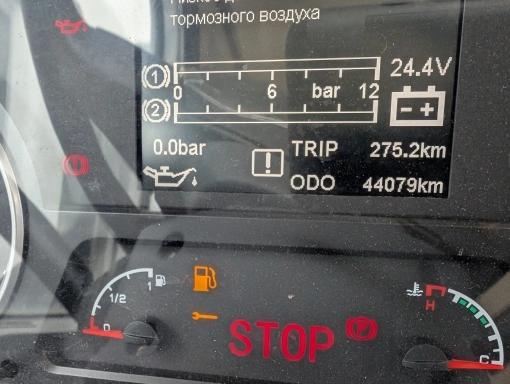 тормозного воздуха
1 24.4V
0 6 bar 12
2
0.0bar TRIP 275.2km
ODO 44079km
1/2 1
0
H
STOP P
C